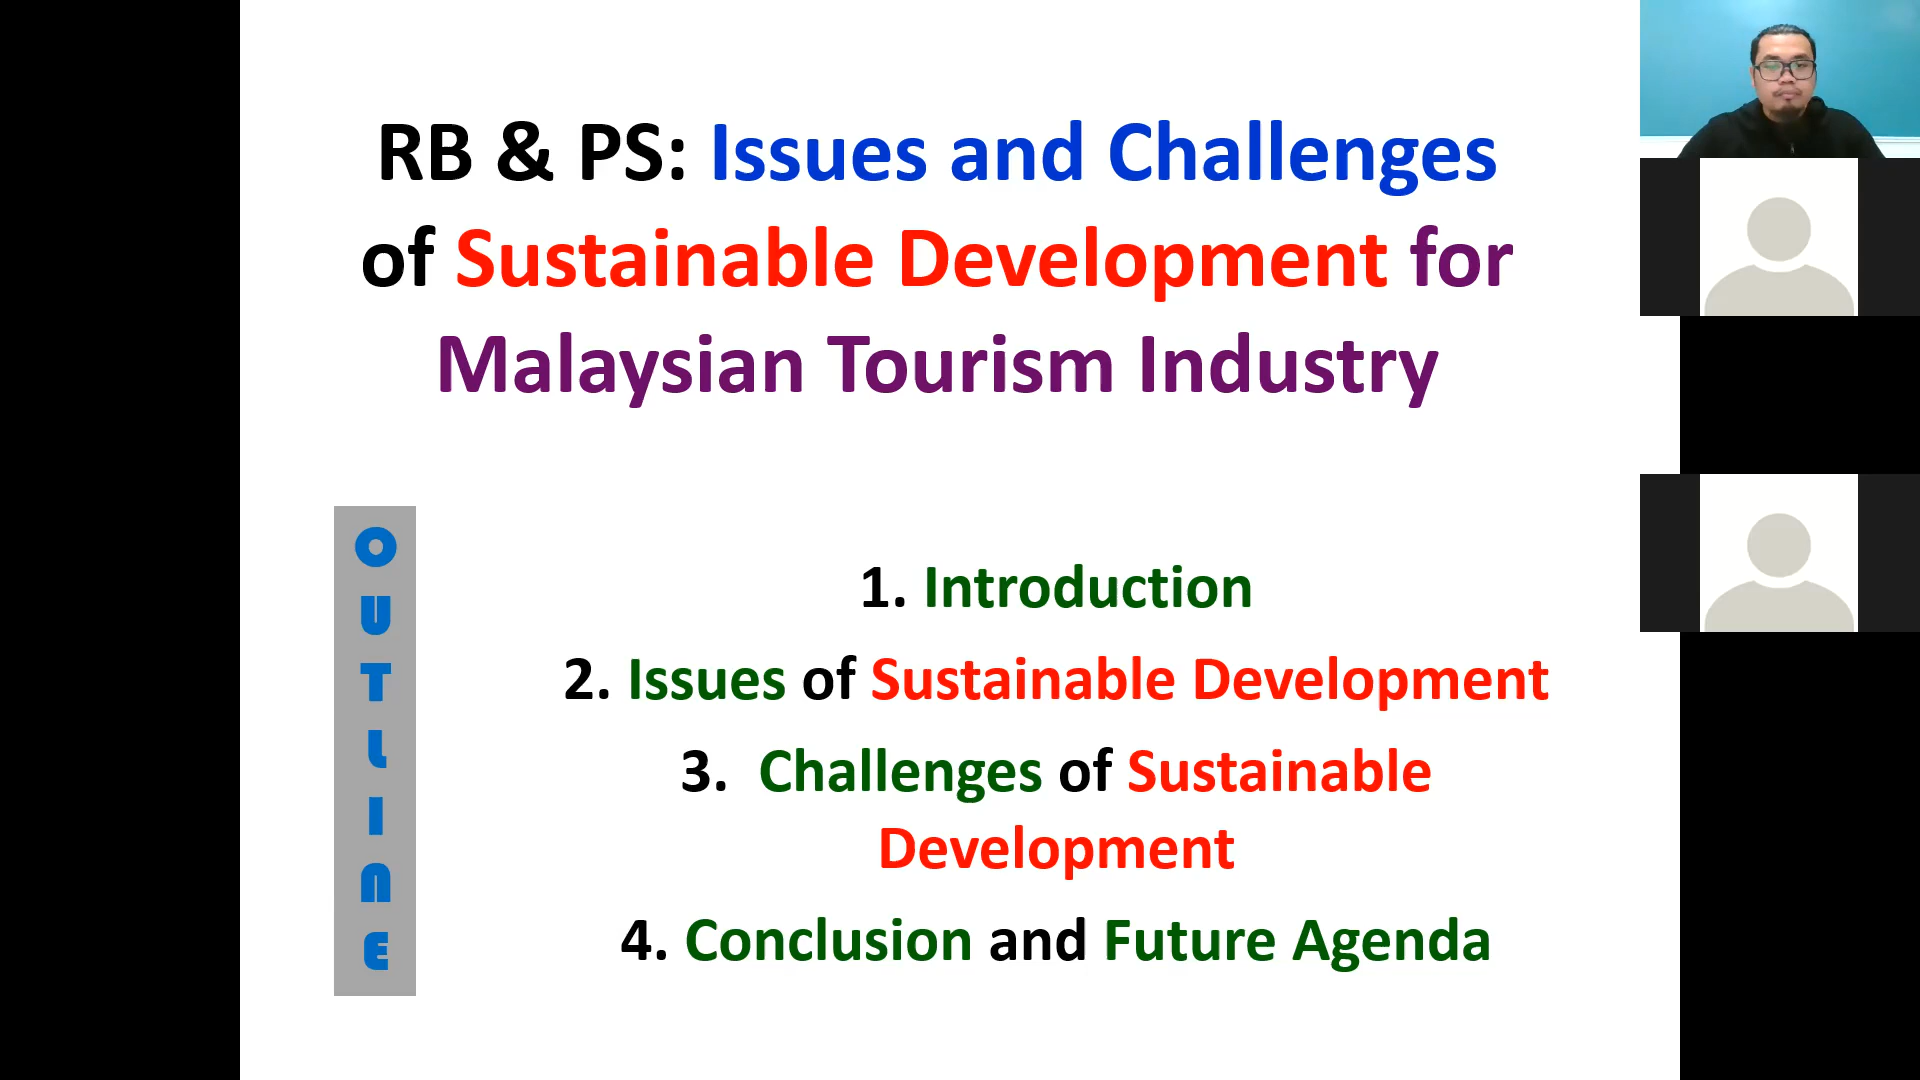 RB & PS: Issues and Challenges
of Sustainable Development for
Malaysian Tourism Industry
OUTLINE
1. Introduction
2. Issues of Sustainable Development
3. Challenges of Sustainable
Development
4. Conclusion and Future Agenda